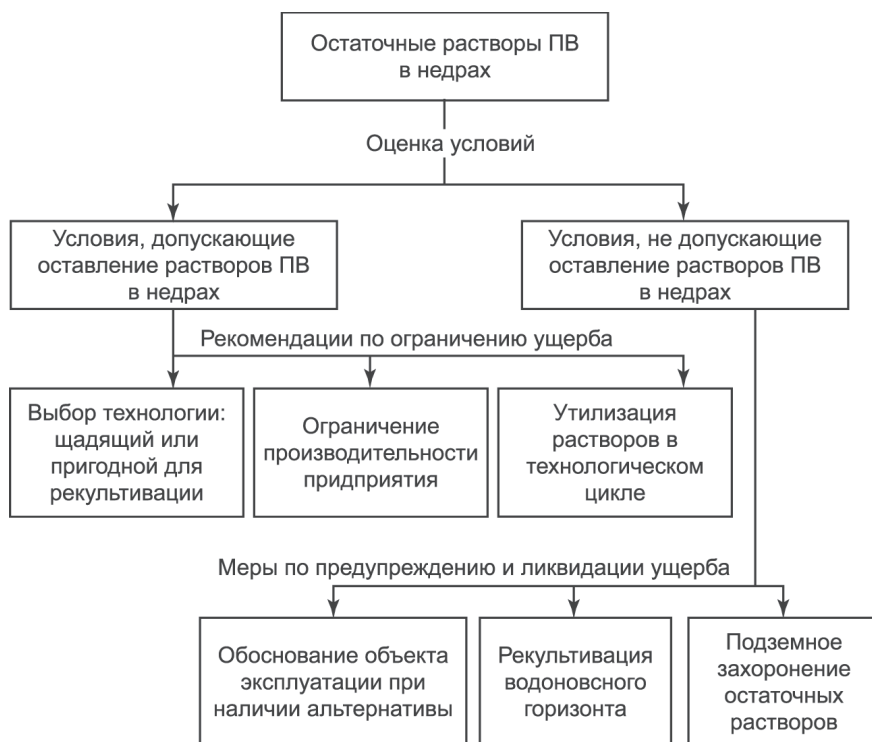 Остаточные растворы ПВ
в недрах
Оценка условий
Условия, допускающие
оставление растворов ПВ
в недрах
Условия, не допускающие
оставление растворов ПВ
в недрах
Рекомендации по ограничению ущерба
Выбор технологии:
щадящий или
пригодной для
рекультивации
Ограничение
производительности
придприятия
Утилизация
растворов в
технологическом
цикле
Меры по предупреждению и ликвидации ущерба
Обоснование объекта
эксплуатации при
наличии альтернативы
Рекультивация
водоновсного
горизонта
Подземное
захоронение
остаточных
растворов